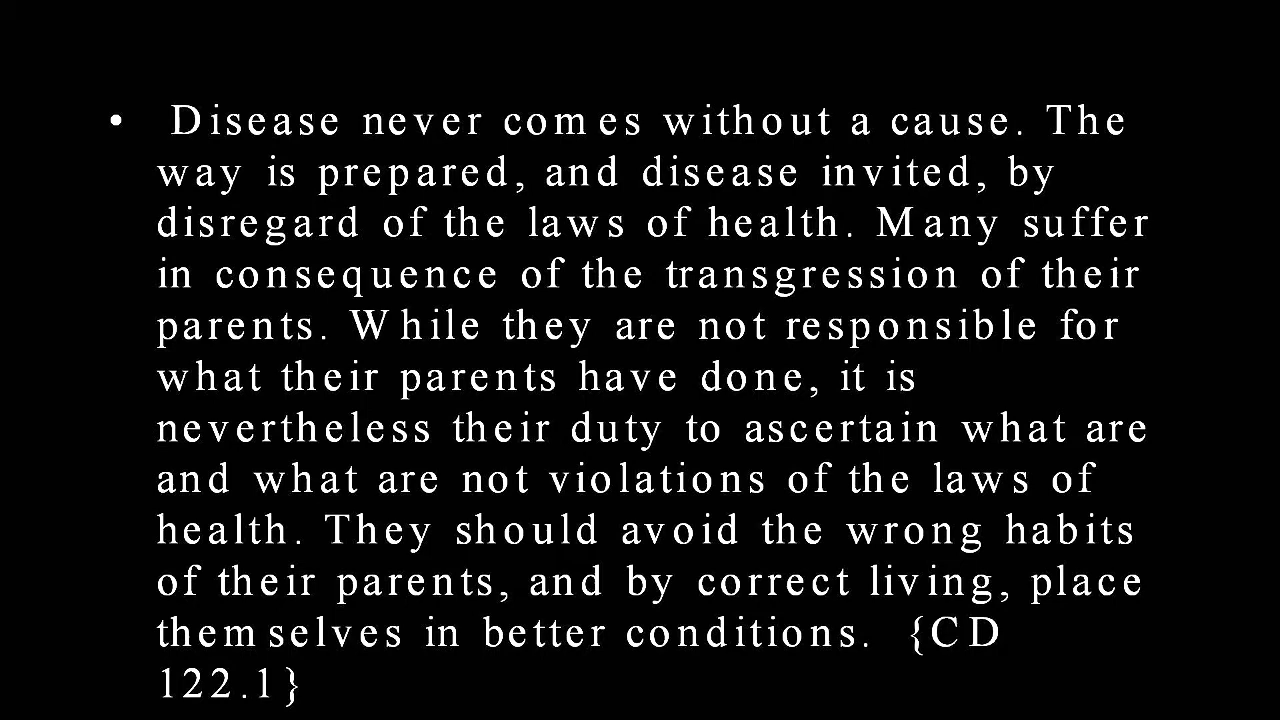 • Disease never comes without a cause. The
way is prepared, and disease invited, by
disregard of the laws of health. Many suffer
in consequence of the transgression of their
parents. While they are not responsible for
what their parents have done, it is
nevertheless their duty to ascertain what are
and what are not violations of the laws of
health. They should avoid the wrong habits
of their parents, and by correct living, place
themselves in better conditions. {CD
122.1}